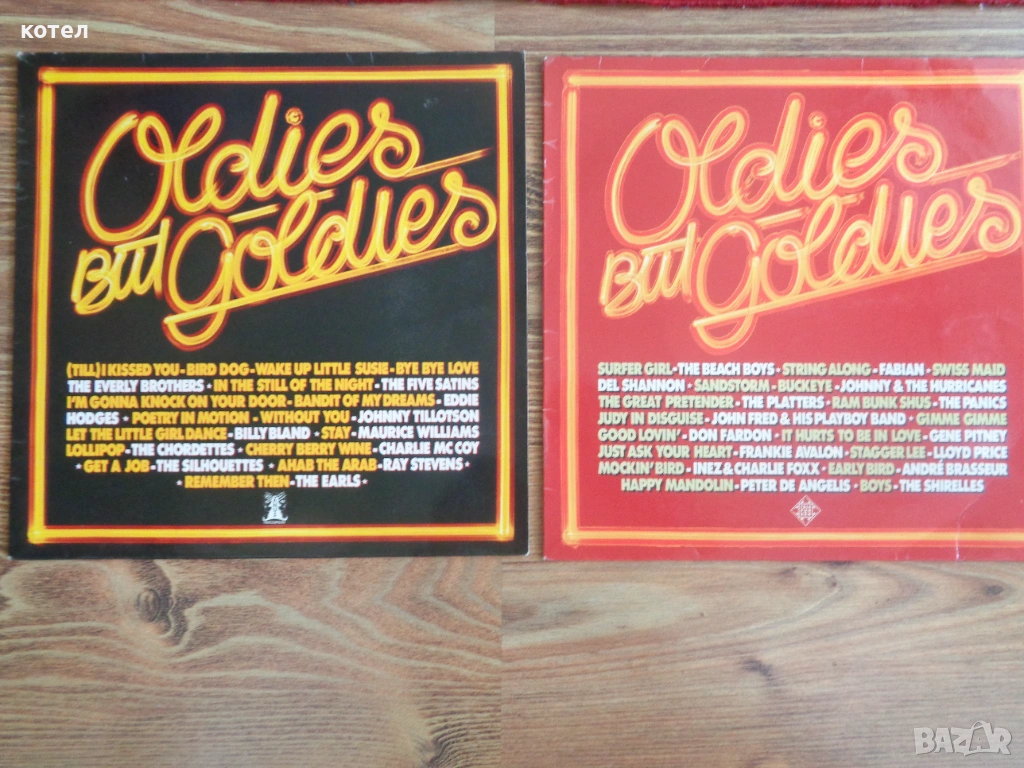 котел
Oldies
But Goldies
(TILL) I KISSED YOU-BIRD DOG-WAKE UP LITTLE SUSIE-BYE BYE LOVE
THE EVERLY BROTHERS • IN THE STILL OF THE NIGHT-THE FIVE SATINS
I'M GONNA KNOCK ON YOUR DOOR-BANDIT OF MY DREAMS-EDDIE
HODGES • POETRY IN MOTION-WITHOUT YOU-JOHNNY TILLOTSON
LET THE LITTLE GIRL DANCE-BILLY BLAND • STAY-MAURICE WILLIAMS
LOLLIPOP-THE CHORDETTES • CHERRY BERRY WINE-CHARLIE MC COY
• GET A JOB-THE SILHOUETTES • AHAB THE ARAB-RAY STEVENS •
• REMEMBER THEN-THE EARLS •
Oldies
But Goldies
SURFER GIRL-THE BEACH BOYS • STRING ALONG-FABIAN • SWISS MAID
DEL SHANNON • SANDSTORM-BUCKEYE-JOHNNY & THE HURRICANES
THE GREAT PRETENDER-THE PLATTERS • RAM BUNK SHUS-THE PANICS
JUDY IN DISGUISE-JOHN FRED & HIS PLAYBOY BAND • GIMME GIMME
GOOD LOVIN'-DON FARDON • IT HURTS TO BE IN LOVE-GENE PITNEY
JUST ASK YOUR HEART-FRANKIE AVALON • STAGGER LEE-LLOYD PRICE
MOCKIN' BIRD-INEZ & CHARLIE FOXX • EARLY BIRD-ANDRÉ BRASSEUR
HAPPY MANDOLIN-PETER DE ANGELIS • BOYS-THE SHIRELLES
BAZAR